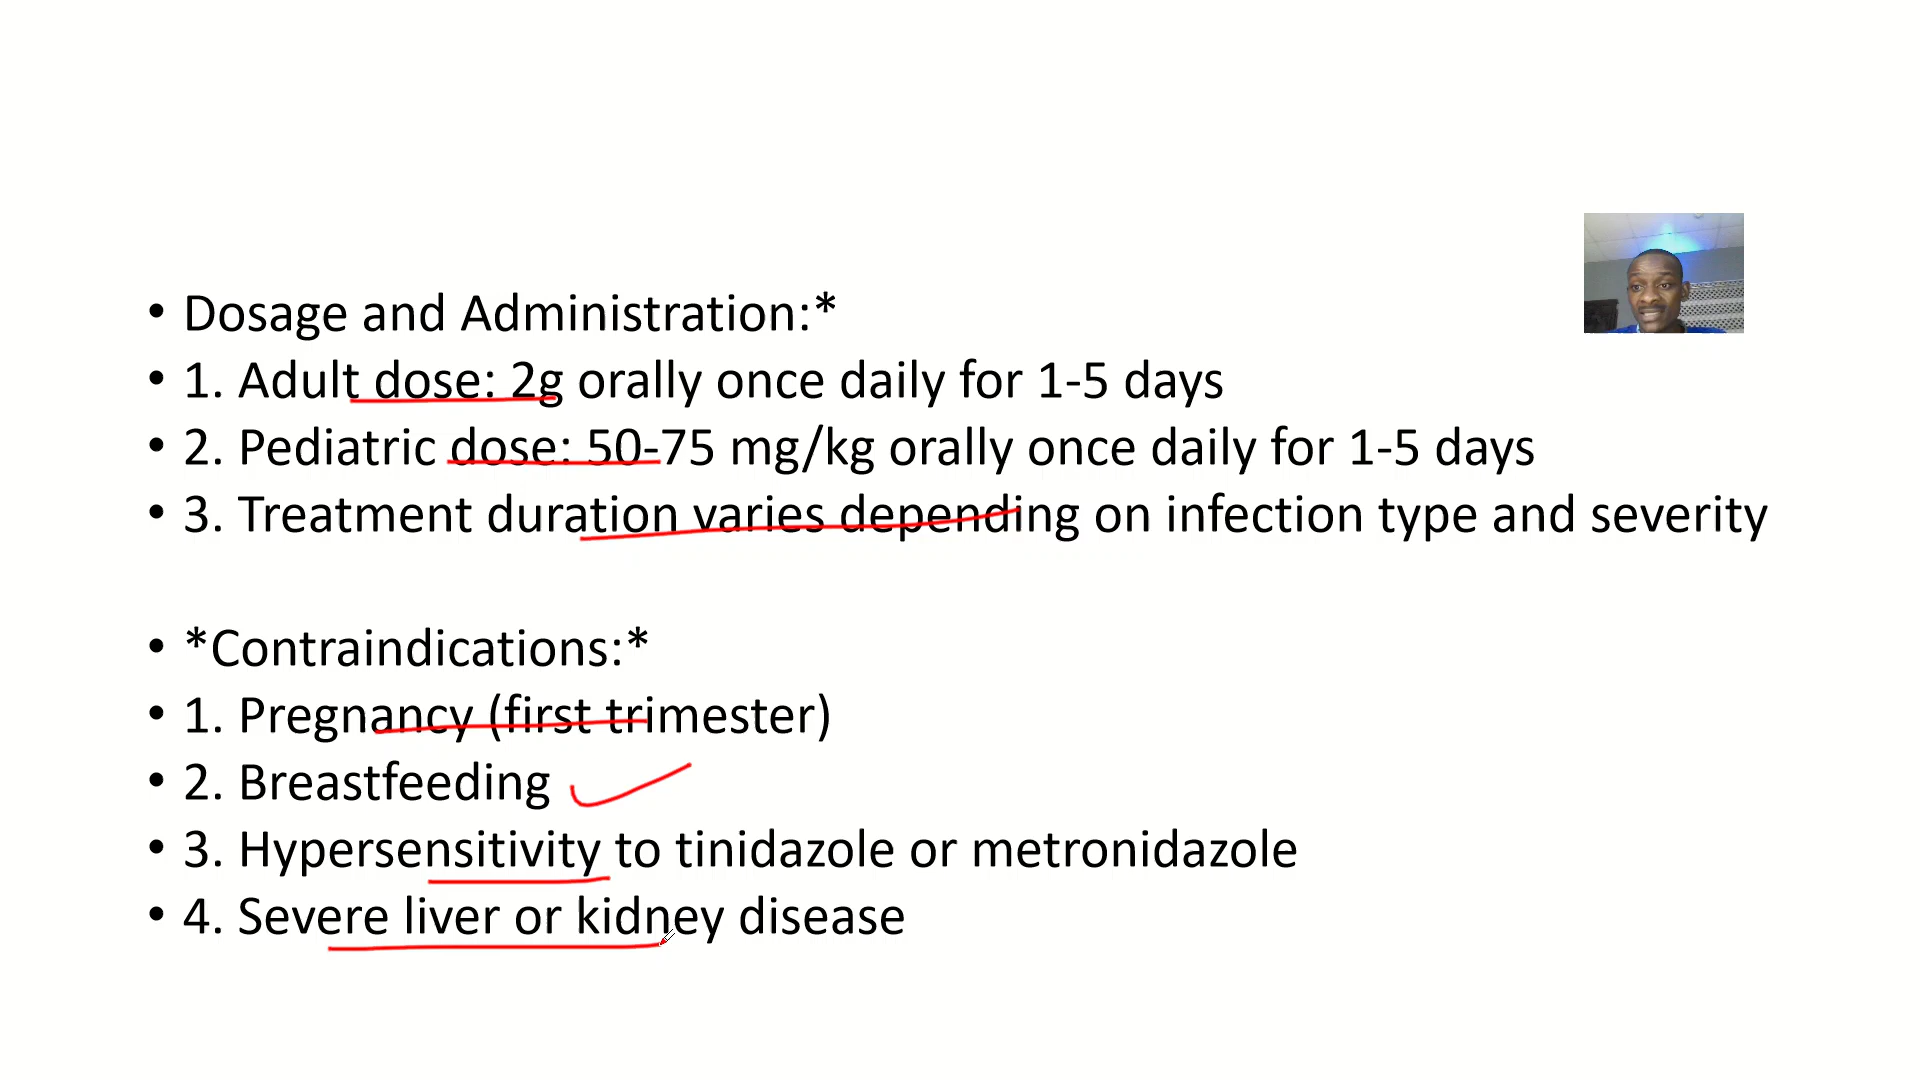 • Dosage and Administration:*
• 1. Adult dose: 2g orally once daily for 1-5 days
• 2. Pediatric dose: 50-75 mg/kg orally once daily for 1-5 days
• 3. Treatment duration varies depending on infection type and severity
• *Contraindications:*
• 1. Pregnancy (first trimester)
• 2. Breastfeeding
• 3. Hypersensitivity to tinidazole or metronidazole
• 4. Severe liver or kidney disease